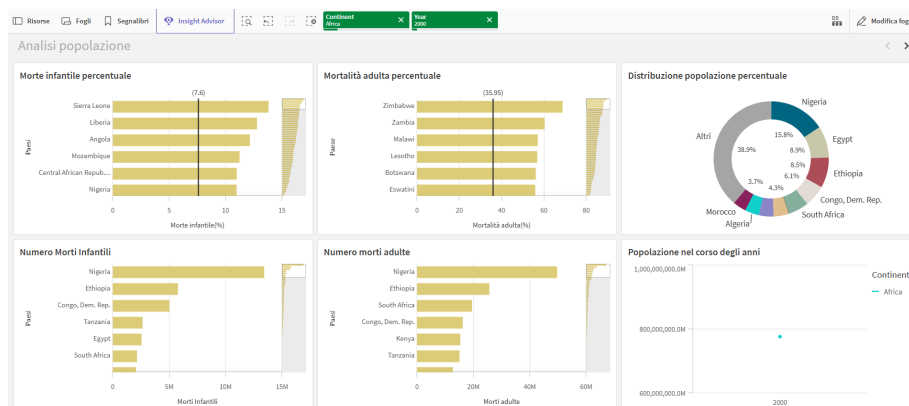 Risorse Fogli Segnalibri Insight Advisor Continent Africa Year 2000 Modifica fog
Analisi popolazione
Morte infantile percentuale
(7.6)
Paesi
Sierra Leone
Liberia
Angola
Mozambique
Central African Repub...
Nigeria
0 5 10 15
Morte infantile(%)
Mortalità adulta percentuale
(35.95)
Paese
Zimbabwe
Zambia
Malawi
Lesotho
Botswana
Eswatini
0 20 40 60 80
Mortalità adulta(%)
Distribuzione popolazione percentuale
Nigeria
Altri
15.8%
Egypt
38.9%
8.9%
8.5%
Ethiopia
6.1%
3.7%
4.3%
Congo, Dem. Rep.
Morocco
South Africa
Algeria
Numero Morti Infantili
Paesi
Nigeria
Ethiopia
Congo, Dem. Rep.
Tanzania
Egypt
South Africa
0 5M 10M 15M
Morti Infantili
Numero morti adulte
Paesi
Nigeria
Ethiopia
South Africa
Congo, Dem. Rep.
Kenya
Tanzania
0 20M 40M 60M
Morti adulte
Popolazione nel corso degli anni
1,000,000,000.0M
800,000,000.0M
600,000,000.0M
2000
Continent
Africa